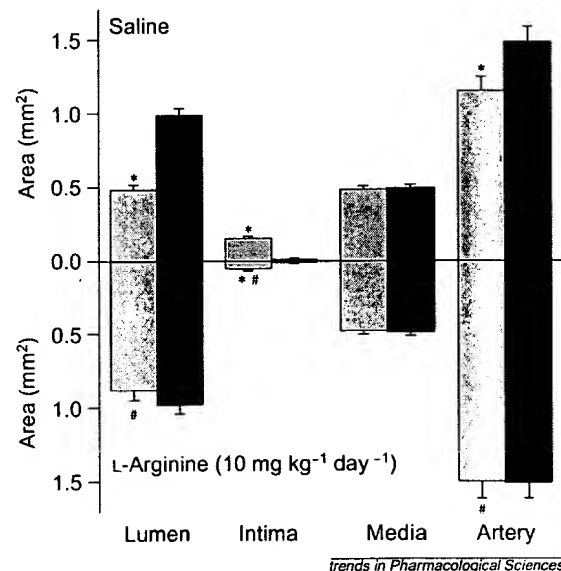 Saline
1.5
1.0
0.5
0.0
0.5
1.0
1.5
Area (mm²)
Area (mm²)
*
*
* #
*
#
#
L-Arginine (10 mg kg⁻¹ day⁻¹)
Lumen Intima Media Artery
trends in Pharmacological Sciences